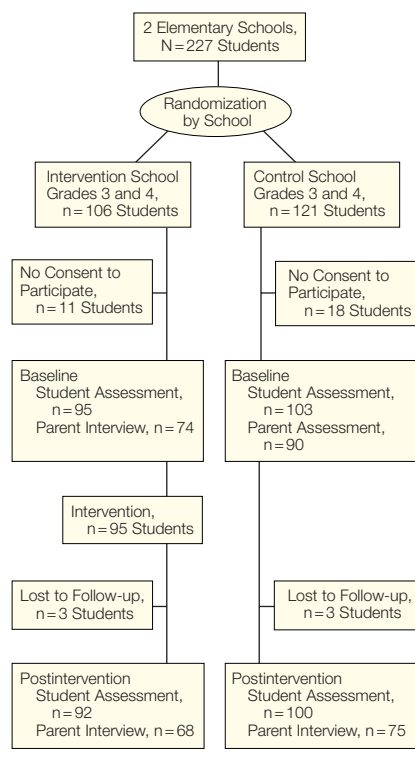 2 Elementary Schools,
N=227 Students
Randomization
by School
Intervention School
Grades 3 and 4,
n=106 Students
Control School
Grades 3 and 4,
n=121 Students
No Consent to
Participate,
n=11 Students
No Consent to
Participate,
n=18 Students
Baseline
Student Assessment,
n=95
Parent Interview, n=74
Baseline
Student Assessment,
n=103
Parent Assessment,
n=90
Intervention,
n=95 Students
Lost to Follow-up,
n=3 Students
Lost to Follow-up,
n=3 Students
Postintervention
Student Assessment,
n=92
Parent Interview, n=68
Postintervention
Student Assessment,
n=100
Parent Interview, n=75